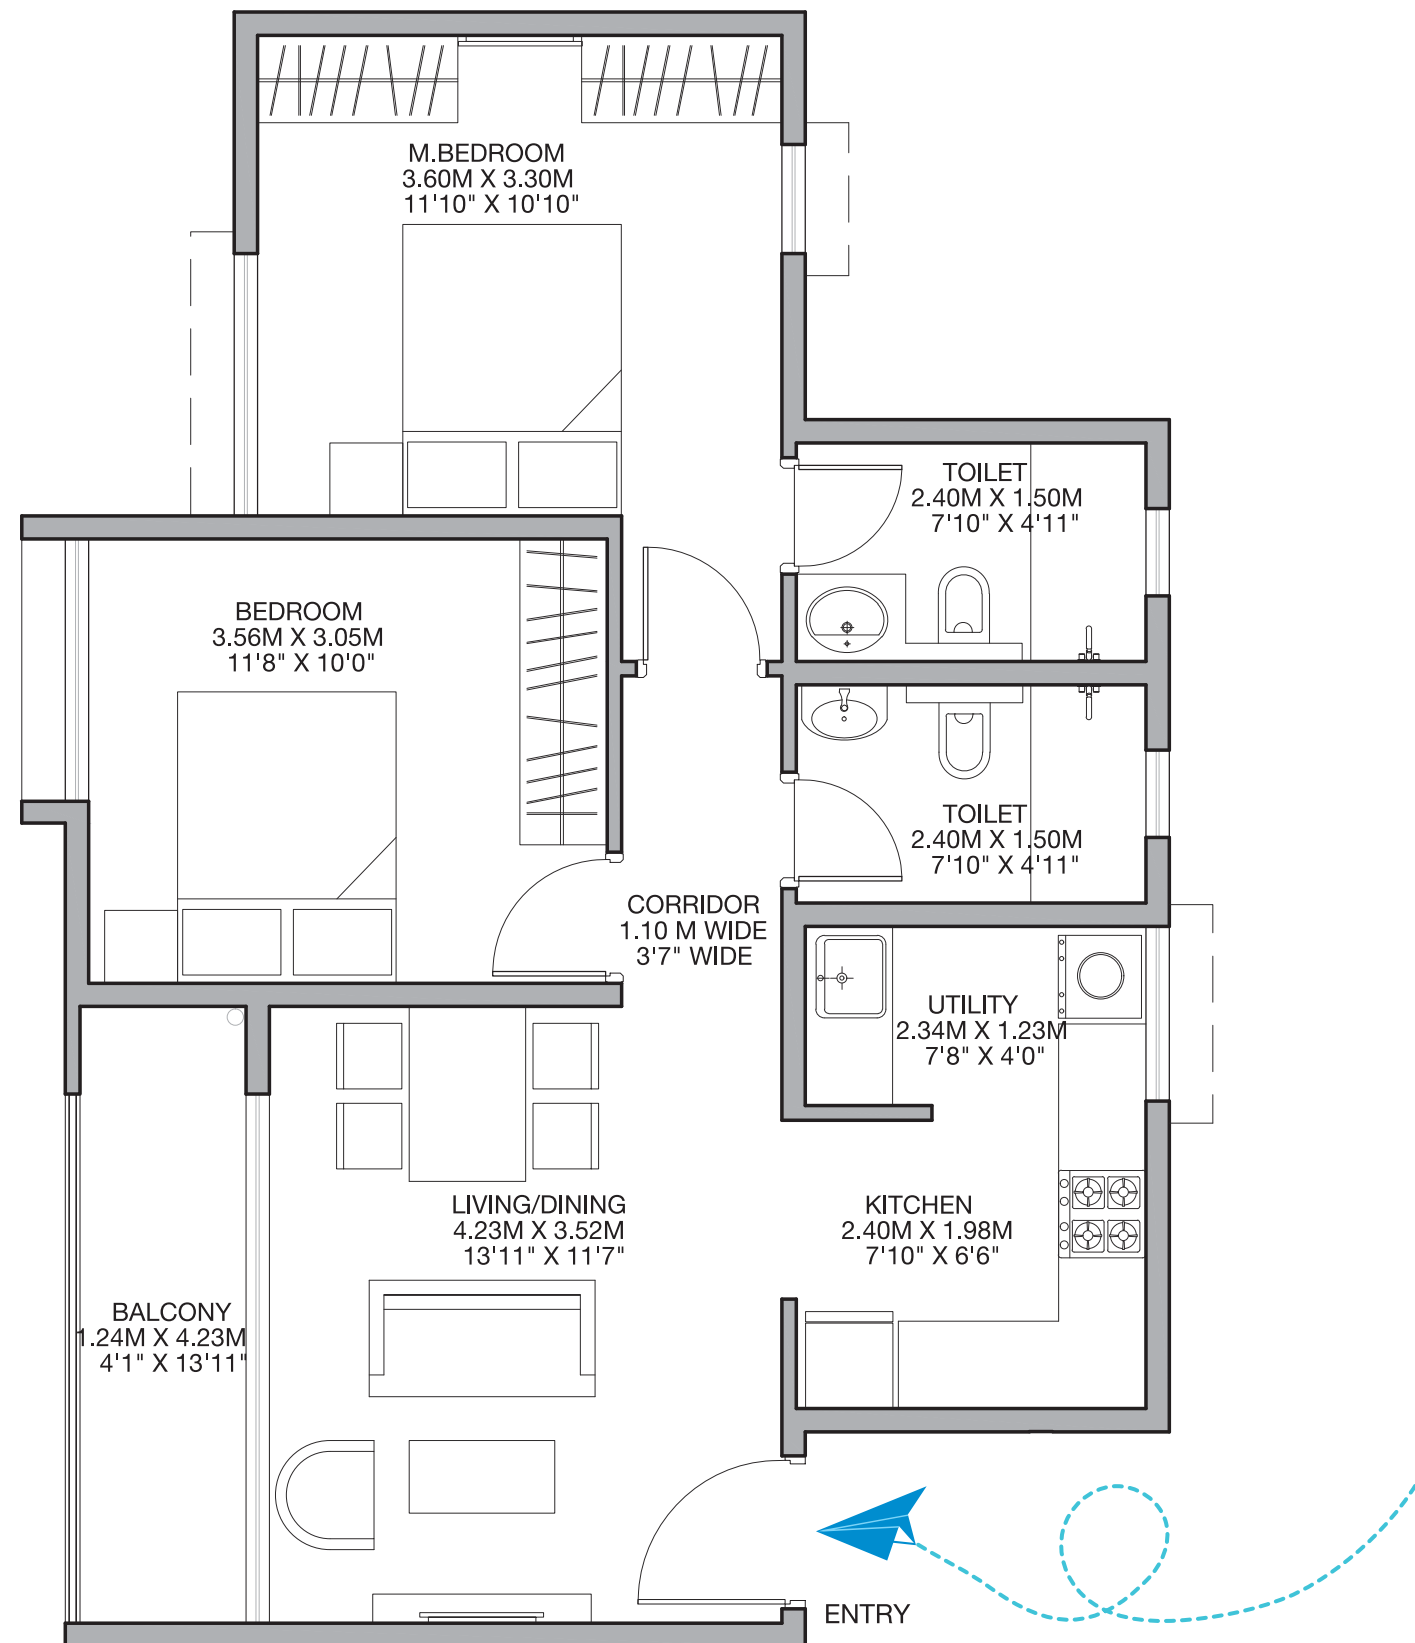 M.BEDROOM
3.60M X 3.30M
11'10" X 10'10"
TOILET
2.40M X 1.50M
7'10" X 4'11"
BEDROOM
3.56M X 3.05M
11'8" X 10'0"
TOILET
2.40M X 1.50M
7'10" X 4'11"
CORRIDOR
1.10 M WIDE
3'7" WIDE
UTILITY
2.34M X 1.23M
7'8" X 4'0"
LIVING/DINING
4.23M X 3.52M
13'11" X 11'7"
KITCHEN
2.40M X 1.98M
7'10" X 6'6"
BALCONY
1.24M X 4.23M
4'1" X 13'11"
ENTRY